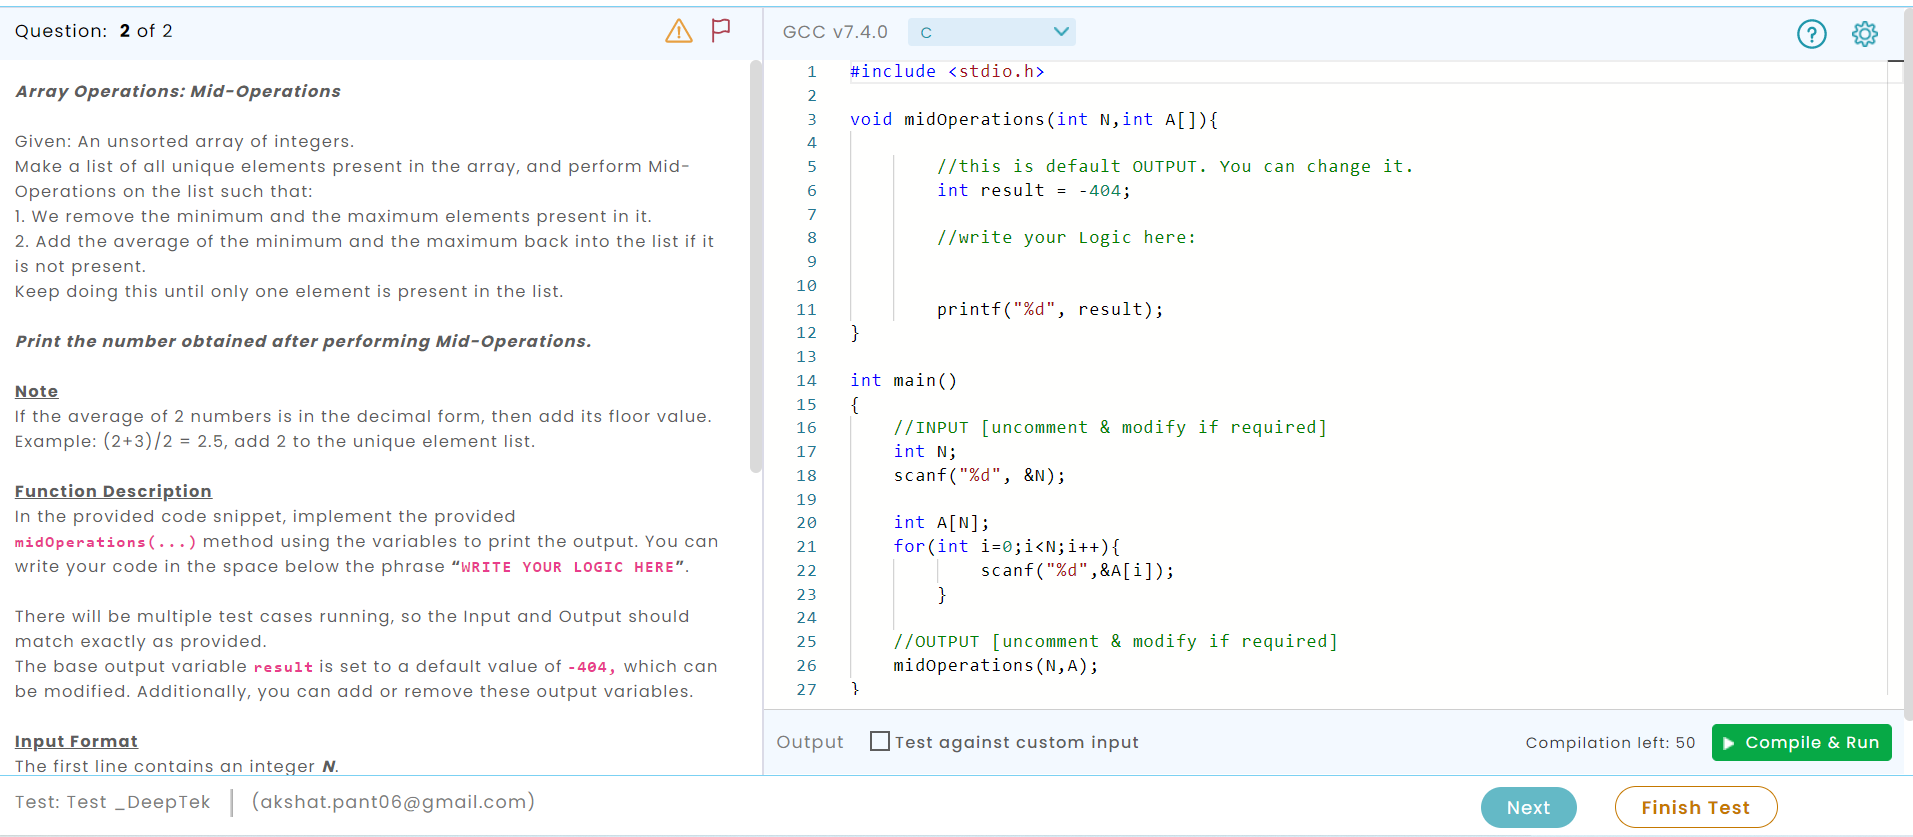 Question: 2 of 2
Array Operations: Mid-Operations
Given: An unsorted array of integers.
Make a list of all unique elements present in the array, and perform Mid-
Operations on the list such that:
1. We remove the minimum and the maximum elements present in it.
2. Add the average of the minimum and the maximum back into the list if it
is not present.
Keep doing this until only one element is present in the list.
Print the number obtained after performing Mid-Operations.
Note
If the average of 2 numbers is in the decimal form, then add its floor value.
Example: (2+3)/2 = 2.5, add 2 to the unique element list.
Function Description
In the provided code snippet, implement the provided
midOperations(...) method using the variables to print the output. You can
write your code in the space below the phrase “WRITE YOUR LOGIC HERE”.
There will be multiple test cases running, so the Input and Output should
match exactly as provided.
The base output variable result is set to a default value of -404, which can
be modified. Additionally, you can add or remove these output variables.
Input Format
The first line contains an integer N.
GCC v7.4.0 C
?
1 #include <stdio.h>
2
3 void midOperations(int N,int A[]){
4
5 //this is default OUTPUT. You can change it.
6 int result = -404;
7
8 //write your Logic here:
9
10
11 printf("%d", result);
12 }
13
14 int main()
15 {
16 //INPUT [uncomment & modify if required]
17 int N;
18 scanf("%d", &N);
19
20 int A[N];
21 for(int i=0;i<N;i++){
22 scanf("%d",&A[i]);
23 }
24
25 //OUTPUT [uncomment & modify if required]
26 midOperations(N,A);
27 }
Output Test against custom input Compilation left: 50 Compile & Run
Test: Test _DeepTek (akshat.pant06@gmail.com) Next Finish Test